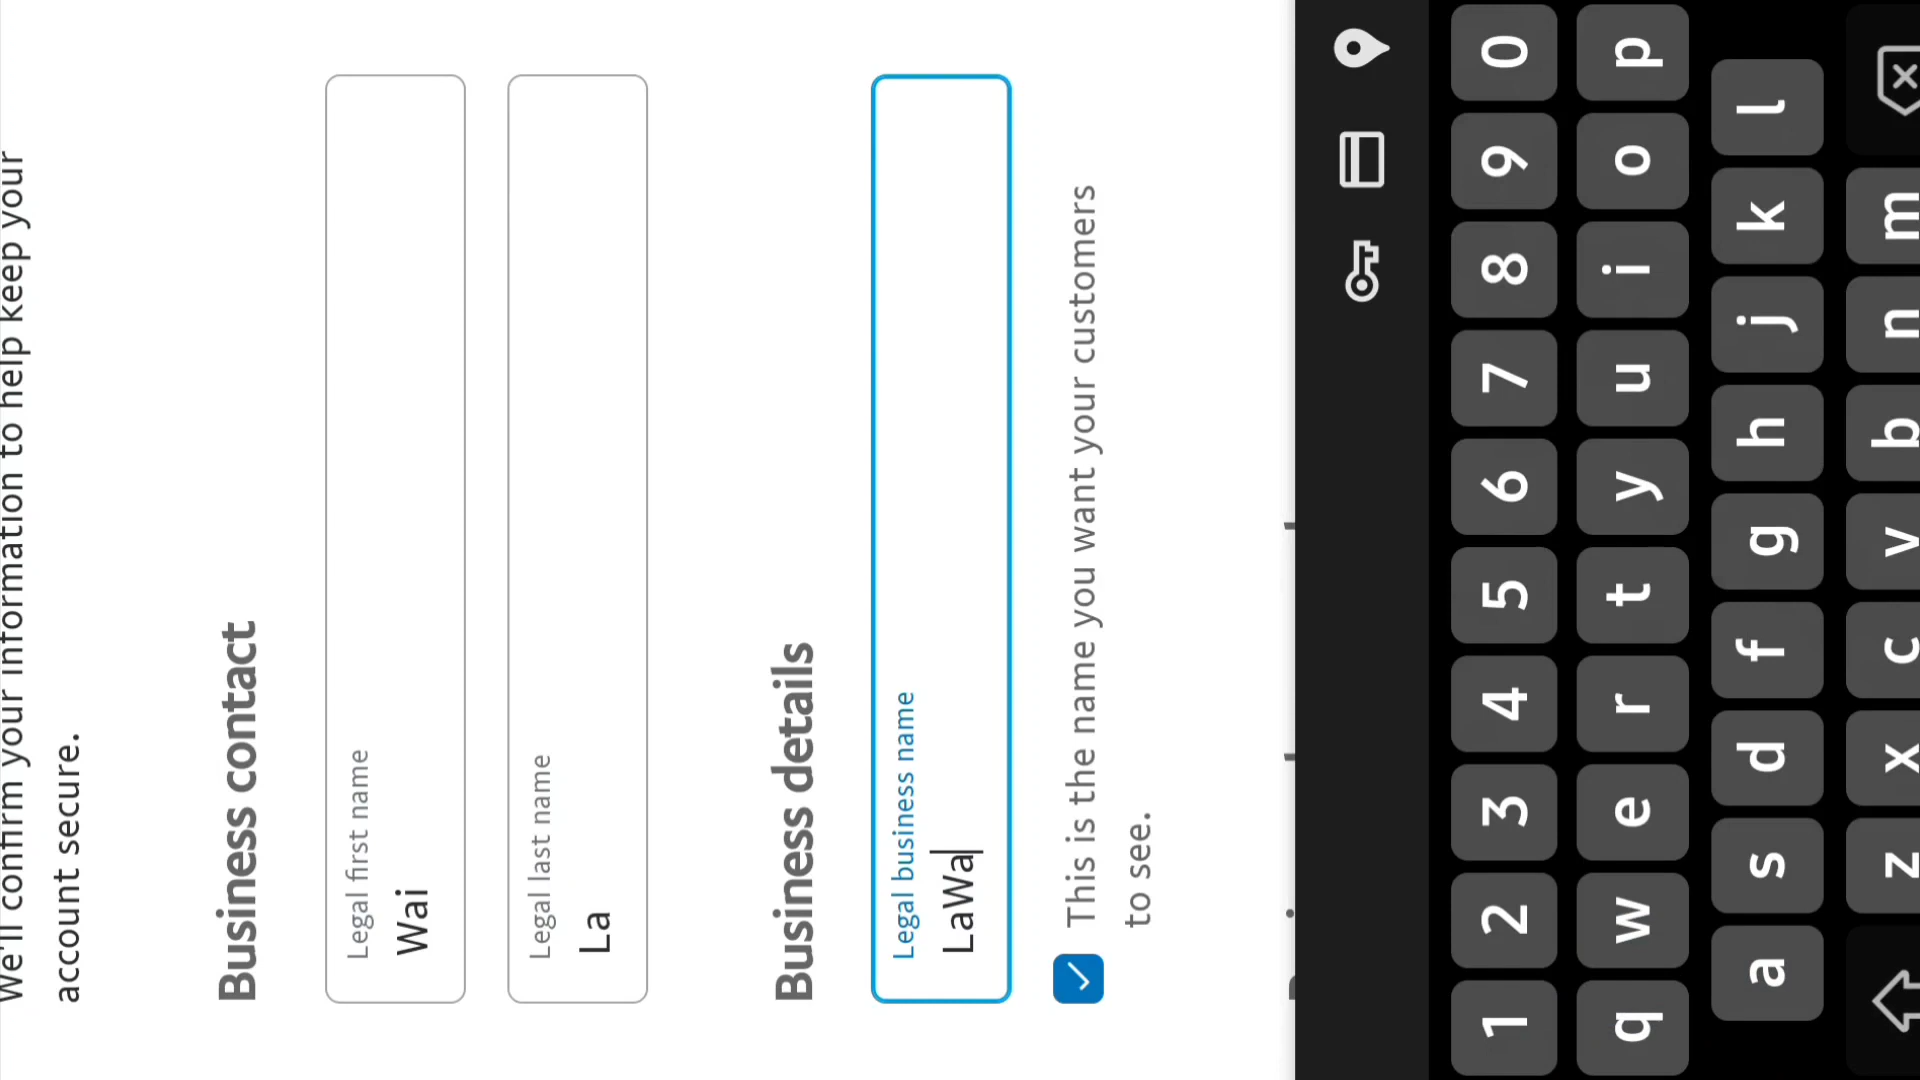 We'll confirm your information to help keep your
account secure.
Business contact
Legal first name
Wai
Legal last name
La
Business details
Legal business name
LaWa
This is the name you want your customers
to see.
1 2 3 4 5 6 7 8 9 0
q w e r t y u i o p
a s d f g h j k l
z x c v b n m